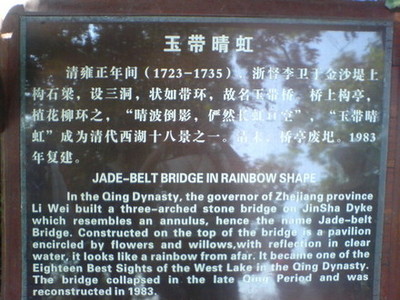 玉带晴虹
清雍正年间（1723-1735），浙督李卫于金沙堤上
构石梁，设三洞，状如带环，故名玉带桥。桥上构亭，
植花柳环之，“晴波倒影，俨然长虹亘空”，“玉带晴
虹”成为清代西湖十八景之一。清末，桥亭废圮。1983
年复建。
JADE-BELT BRIDGE IN RAINBOW SHAPE
In the Qing Dynasty, the governor of Zhejiang province
Li Wei built a three-arched stone bridge on JinSha Dyke
which resembles an annulus, hence the name Jade-belt
Bridge. Constructed on the top of the bridge is a pavilion
encircled by flowers and willows,with reflection in clear
water, it looks like a rainbow from afar. It became one of the
Eighteen Best Sights of the West Lake in the Qing Dynasty.
The bridge collapsed in the late Qing Period and was
reconstructed in 1983.